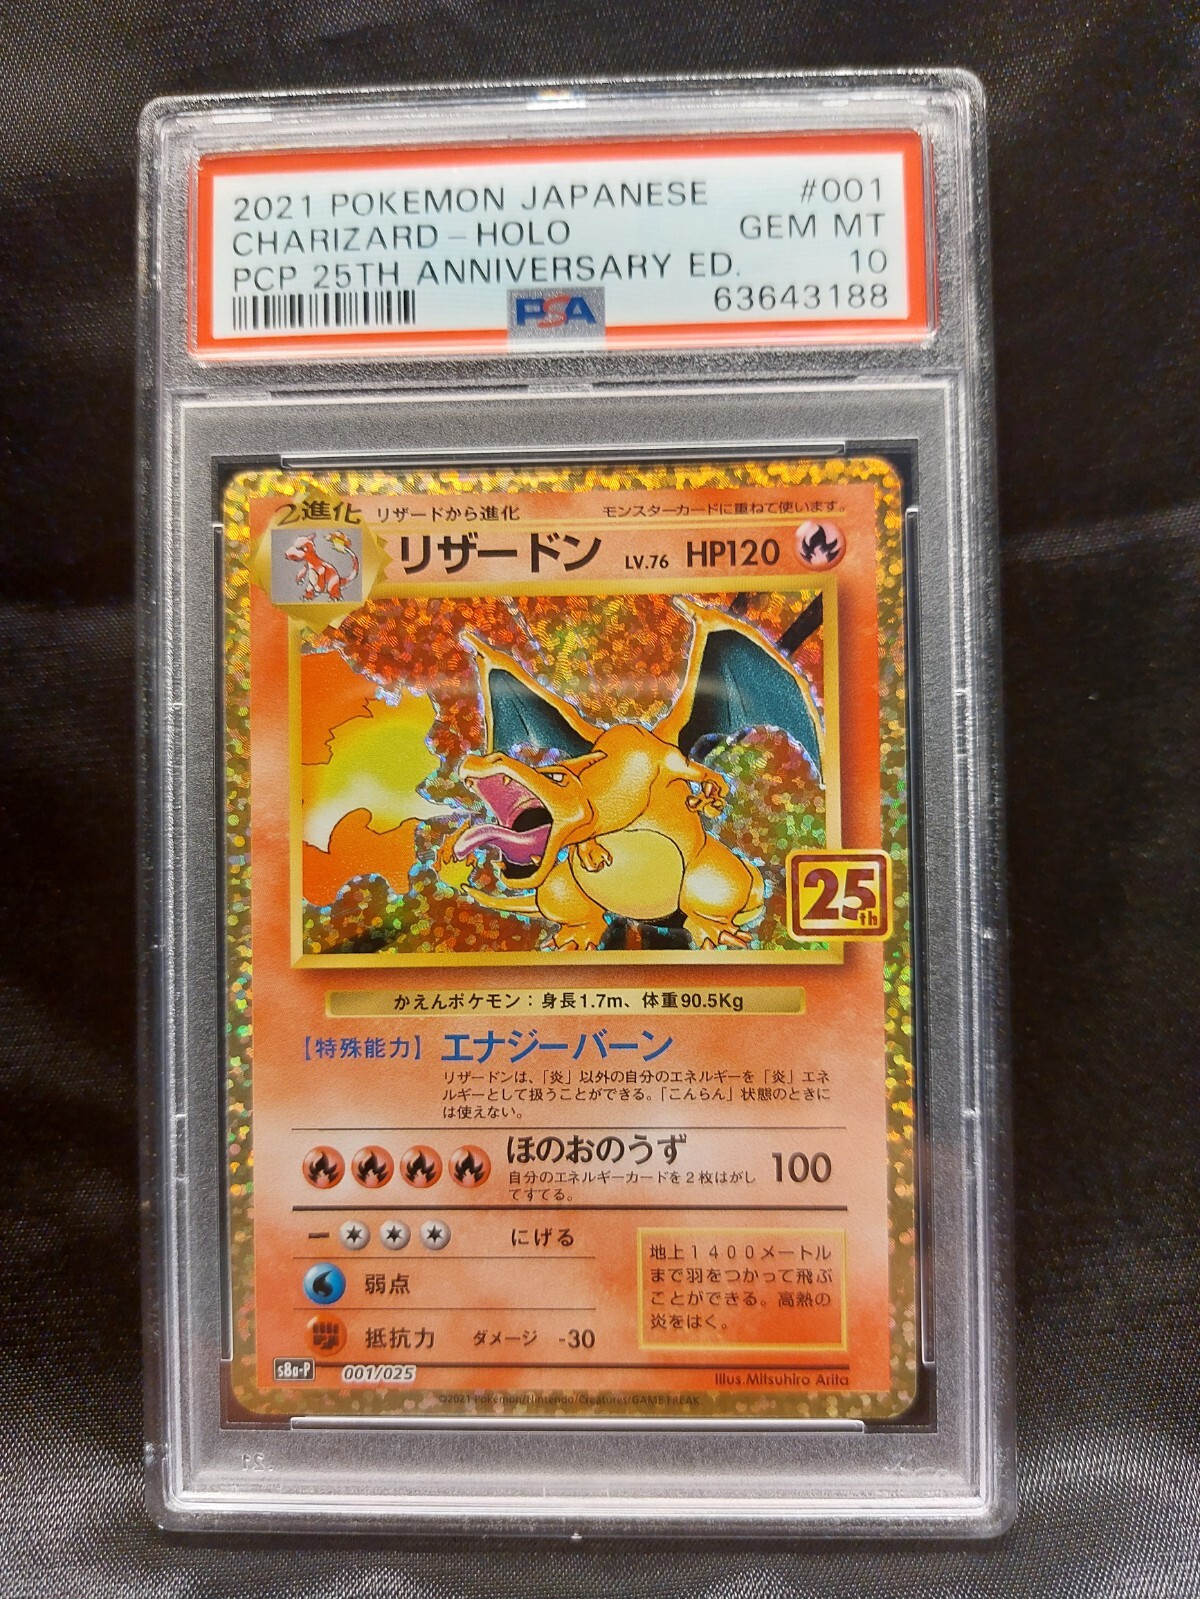 2021 POKEMON JAPANESE #001
CHARIZARD-HOLO GEM MT
PCP 25TH ANNIVERSARY ED. 10
PSA 63643188
2進化 リザードから進化 モンスターカードに重ねて使います。
リザードン LV.76 HP120
25th
かえんポケモン：身長1.7m、体重90.5Kg
【特殊能力】エナジーバーン
リザードンは、「炎」以外の自分のエネルギーを「炎」エネ
ルギーとして扱うことができる。「こんらん」状態のときに
は使えない。
ほのおのうず 100
自分のエネルギーカードを2枚はがし
てすてる。
ー にげる
弱点
抵抗力 ダメージ -30
地上1400メートル
まで羽をつかって飛ぶ
ことができる。高熱の
炎をはく。
s8a-P 001/025 Illus.Mitsuhiro Arita
©2021 Pokémon/Nintendo/Creatures/GAME FREAK.